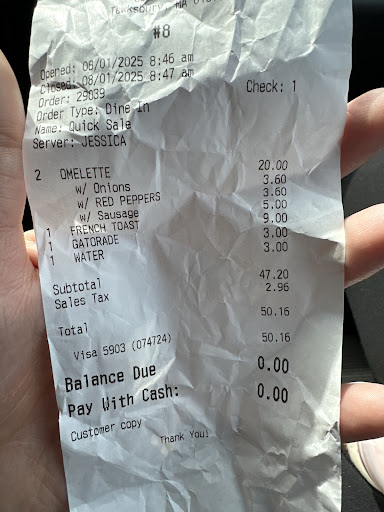 Tewksbury, MA
#8
Opened: 08/01/2025 8:46 am
Closed: 08/01/2025 8:47 am
Order: 29039 Check: 1
Order Type: Dine In
Name: Quick Sale
Server: JESSICA
2 OMELETTE 20.00
w/ Onions 3.60
w/ RED PEPPERS 3.60
w/ Sausage 5.00
1 FRENCH TOAST 9.00
1 GATORADE 3.00
1 WATER 3.00
Subtotal 47.20
Sales Tax 2.96
Total 50.16
Visa 5903 (074724) 50.16
Balance Due 0.00
Pay With Cash: 0.00
Customer copy
Thank You!